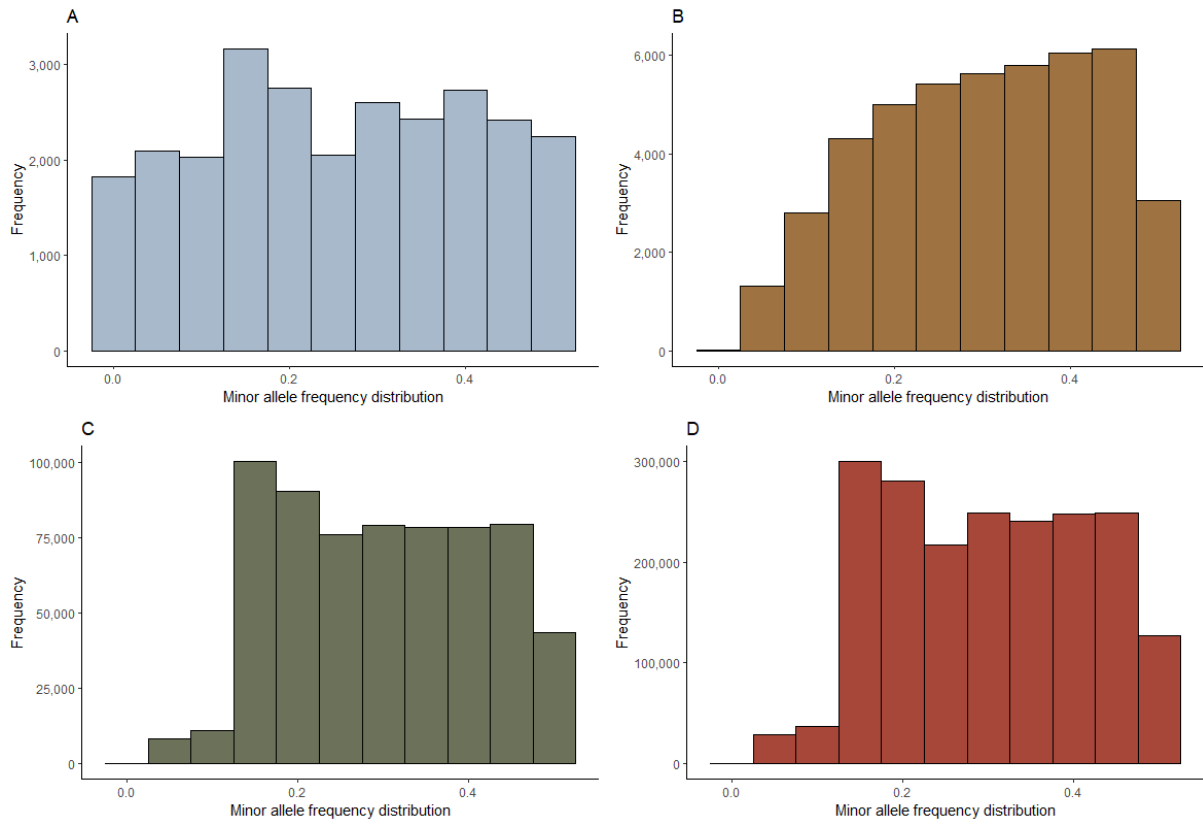 A
Frequency
3,000
2,000
1,000
0
0.0 0.2 0.4
Minor allele frequency distribution
B
Frequency
6,000
4,000
2,000
0
0.0 0.2 0.4
Minor allele frequency distribution
C
Frequency
100,000
75,000
50,000
25,000
0
0.0 0.2 0.4
Minor allele frequency distribution
D
Frequency
300,000
200,000
100,000
0
0.0 0.2 0.4
Minor allele frequency distribution